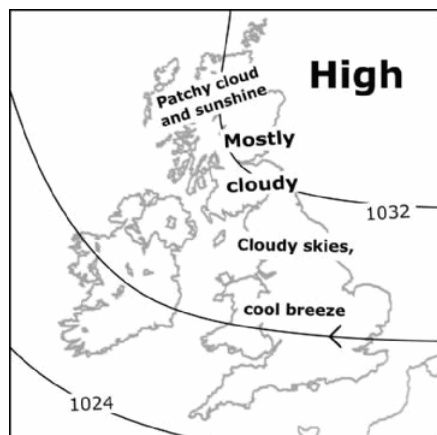 High
Patchy cloud
and sunshine
Mostly
cloudy
1032
Cloudy skies,
cool breeze
1024